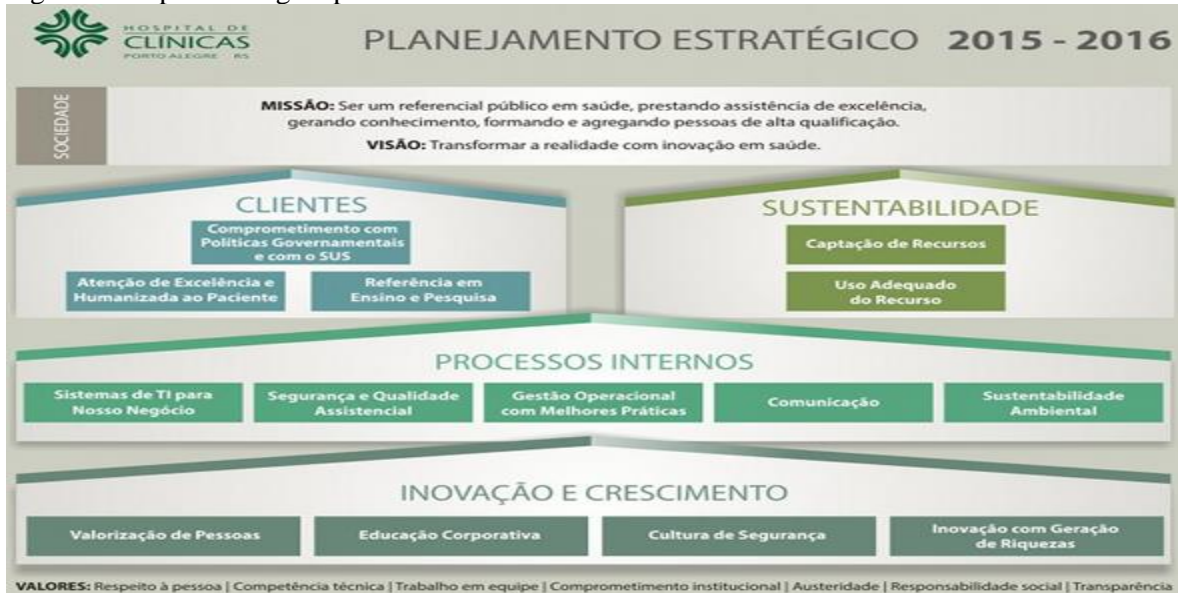 HOSPITAL DE
CLÍNICAS
PORTO ALEGRE - RS
PLANEJAMENTO ESTRATÉGICO 2015 - 2016
SOCIEDADE
MISSÃO: Ser um referencial público em saúde, prestando assistência de excelência,
gerando conhecimento, formando e agregando pessoas de alta qualificação.
VISÃO: Transformar a realidade com inovação em saúde.
CLIENTES
Comprometimento com
Políticas Governamentais
e com o SUS
Atenção de Excelência e
Humanizada ao Paciente
Referência em
Ensino e Pesquisa
SUSTENTABILIDADE
Captação de Recursos
Uso Adequado
do Recurso
PROCESSOS INTERNOS
Sistemas de TI para
Nosso Negócio
Segurança e Qualidade
Assistencial
Gestão Operacional
com Melhores Práticas
Comunicação
Sustentabilidade
Ambiental
INOVAÇÃO E CRESCIMENTO
Valorização de Pessoas
Educação Corporativa
Cultura de Segurança
Inovação com Geração
de Riquezas
VALORES: Respeito à pessoa | Competência técnica | Trabalho em equipe | Comprometimento institucional | Austeridade | Responsabilidade social | Transparência